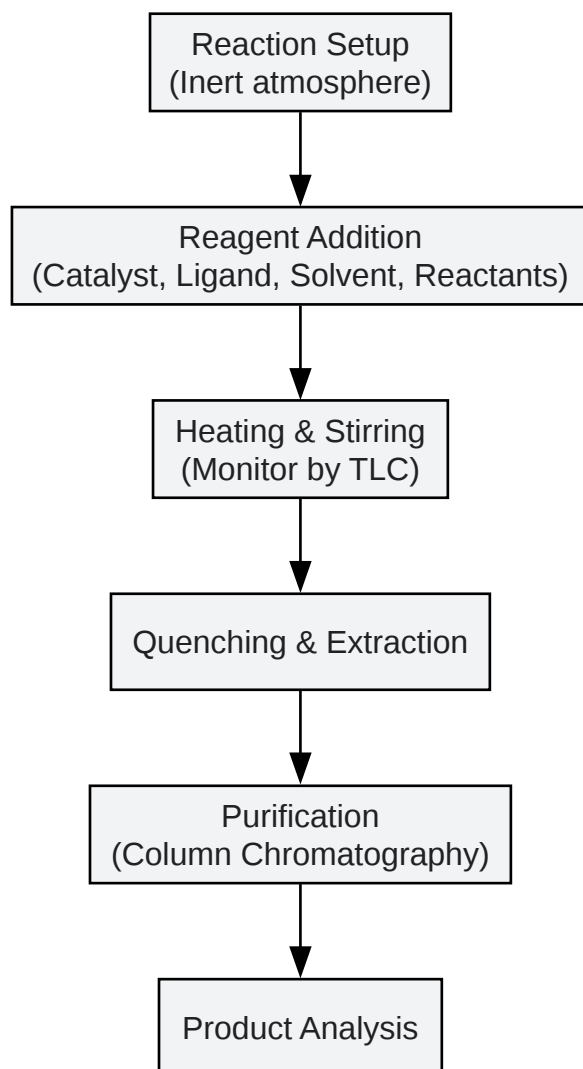 Reaction Setup
(Inert atmosphere)
Reagent Addition
(Catalyst, Ligand, Solvent, Reactants)
Heating & Stirring
(Monitor by TLC)
Quenching & Extraction
Purification
(Column Chromatography)
Product Analysis